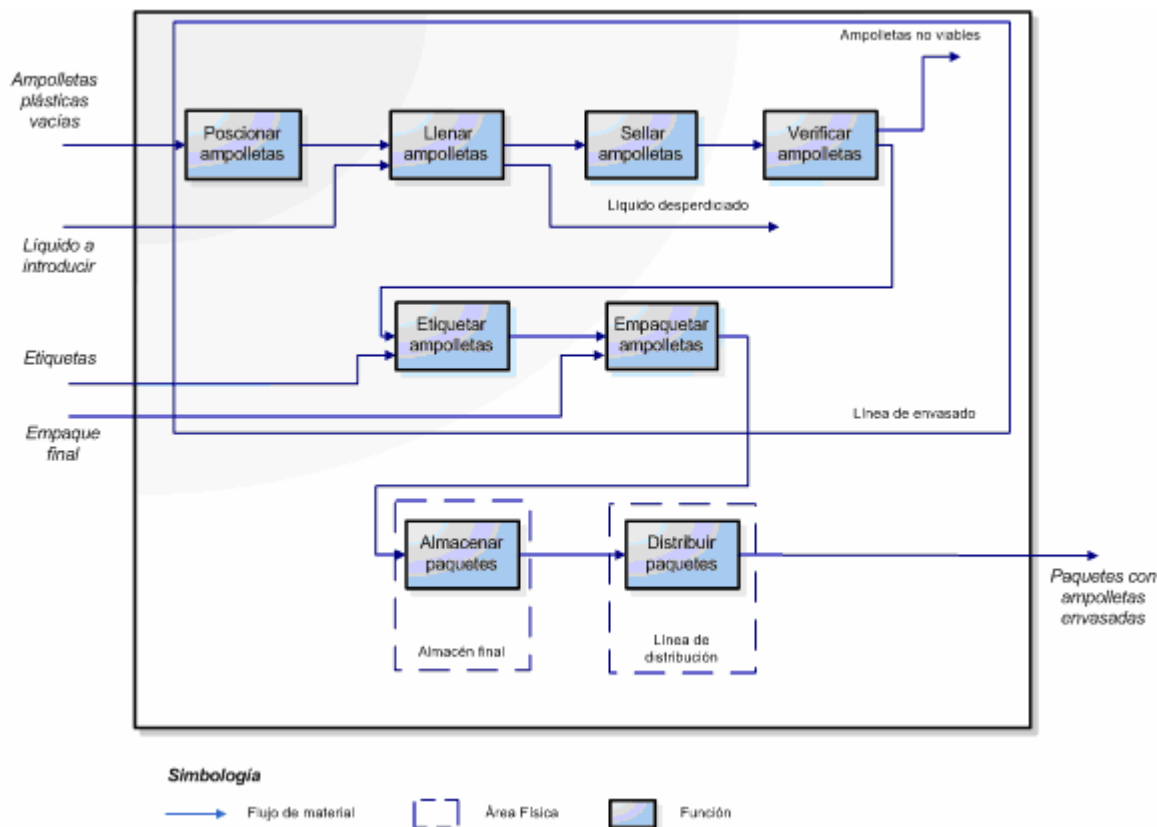 Ampolletas no viables
Ampolletas
plásticas
vacías
Poscionar
ampolletas
Llenar
ampolletas
Sellar
ampolletas
Verificar
ampolletas
Líquido desperdiciado
Líquido a
introducir
Etiquetar
ampolletas
Empaquetar
ampolletas
Etiquetas
Empaque
final
Línea de envasado
Almacenar
paquetes
Distribuir
paquetes
Almacén final
Línea de
distribución
Paquetes con
ampolletas
envasadas
Simbología
Flujo de material
Área Física
Función